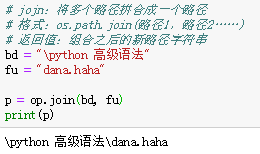 # jojn：将多个路径拼合成一个路径
# 格式：os.path.join(路径1，路径2……)
# 返回值：组合之后的新路径字符串
bd = "\python 高级语法"
fu = "dana.haha"
p = op.join(bd, fu)
print(p)
\python 高级语法\dana.haha